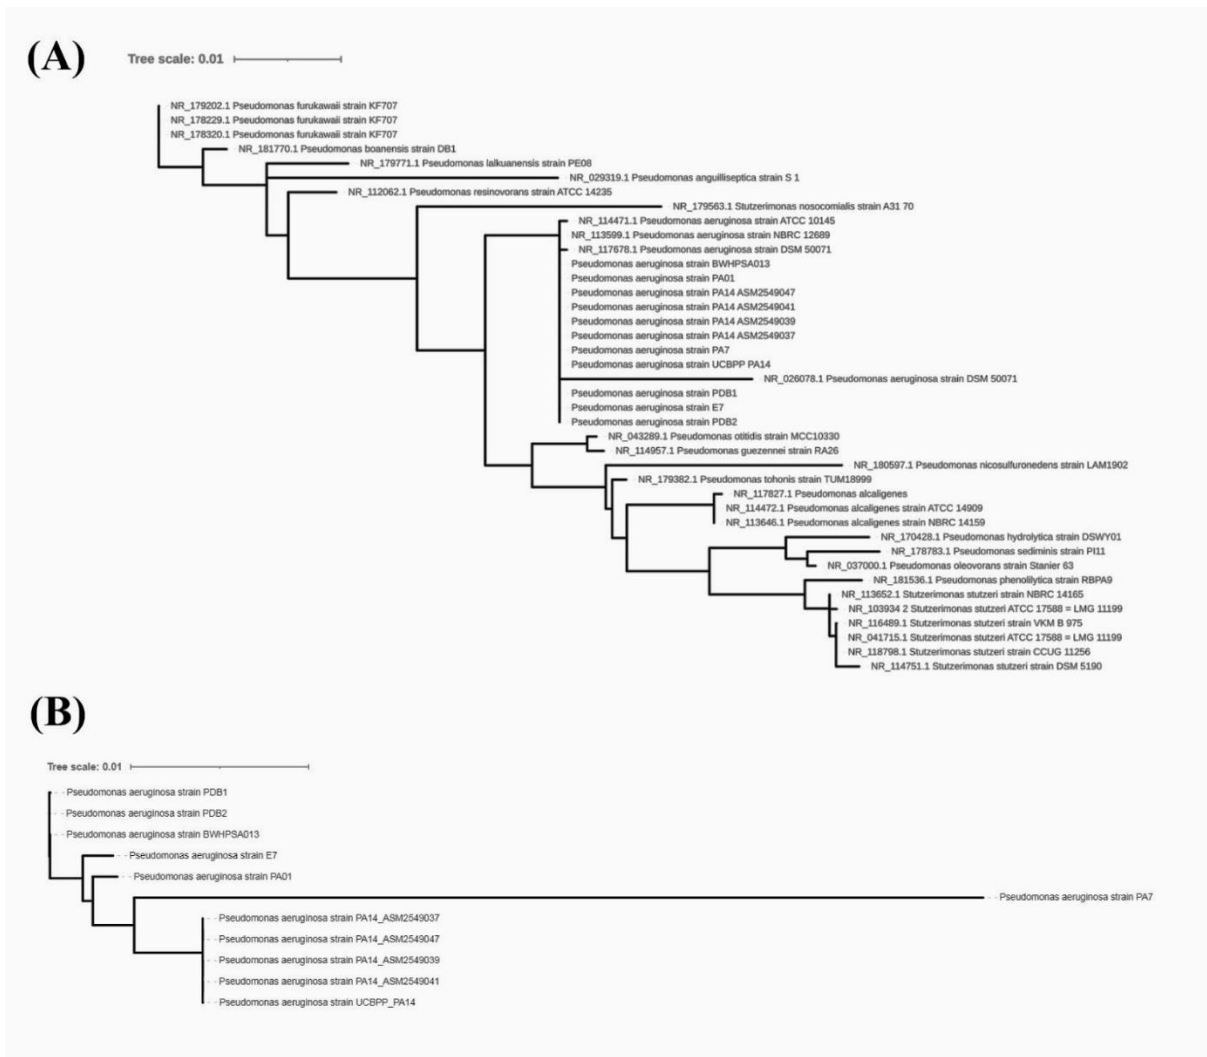 (A)
Tree scale: 0.01
NR_179202.1 Pseudomonas furukawaii strain KF707
NR_178229.1 Pseudomonas furukawaii strain KF707
NR_178320.1 Pseudomonas furukawaii strain KF707
NR_181770.1 Pseudomonas boanensis strain DB1
NR_179771.1 Pseudomonas lalkuanensis strain PE08
NR_029319.1 Pseudomonas anguilliseptica strain S 1
NR_112062.1 Pseudomonas resinovorans strain ATCC 14235
NR_179563.1 Stutzerimonas nosocomialis strain A31 70
NR_114471.1 Pseudomonas aeruginosa strain ATCC 10145
NR_113599.1 Pseudomonas aeruginosa strain NBRC 12689
NR_117678.1 Pseudomonas aeruginosa strain DSM 50071
Pseudomonas aeruginosa strain BWHPSA013
Pseudomonas aeruginosa strain PA01
Pseudomonas aeruginosa strain PA14 ASM2549047
Pseudomonas aeruginosa strain PA14 ASM2549041
Pseudomonas aeruginosa strain PA14 ASM2549039
Pseudomonas aeruginosa strain PA14 ASM2549037
Pseudomonas aeruginosa strain PA7
Pseudomonas aeruginosa strain UCBPP PA14
NR_026078.1 Pseudomonas aeruginosa strain DSM 50071
Pseudomonas aeruginosa strain PDB1
Pseudomonas aeruginosa strain E7
Pseudomonas aeruginosa strain PDB2
NR_043289.1 Pseudomonas otitidis strain MCC10330
NR_114957.1 Pseudomonas guezennei strain RA26
NR_180597.1 Pseudomonas nicosulfuronedens strain LAM1902
NR_179382.1 Pseudomonas tohonis strain TUM18999
NR_117827.1 Pseudomonas alcaligenes
NR_114472.1 Pseudomonas alcaligenes strain ATCC 14909
NR_113646.1 Pseudomonas alcaligenes strain NBRC 14159
NR_170428.1 Pseudomonas hydrolytica strain DSWY01
NR_178783.1 Pseudomonas sediminis strain PI11
NR_037000.1 Pseudomonas oleovorans strain Stanier 63
NR_181536.1 Pseudomonas phenolilytica strain RBPA9
NR_113652.1 Stutzerimonas stutzeri strain NBRC 14165
NR_103934 2 Stutzerimonas stutzeri ATCC 17588 = LMG 11199
NR_116489.1 Stutzerimonas stutzeri strain VKM B 975
NR_041715.1 Stutzerimonas stutzeri ATCC 17588 = LMG 11199
NR_118798.1 Stutzerimonas stutzeri strain CCUG 11256
NR_114751.1 Stutzerimonas stutzeri strain DSM 5190
(B)
Tree scale: 0.01
Pseudomonas aeruginosa strain PDB1
Pseudomonas aeruginosa strain PDB2
Pseudomonas aeruginosa strain BWHPSA013
Pseudomonas aeruginosa strain E7
Pseudomonas aeruginosa strain PA01
Pseudomonas aeruginosa strain PA7
Pseudomonas aeruginosa strain PA14_ASM2549037
Pseudomonas aeruginosa strain PA14_ASM2549047
Pseudomonas aeruginosa strain PA14_ASM2549039
Pseudomonas aeruginosa strain PA14_ASM2549041
Pseudomonas aeruginosa strain UCBPP_PA14